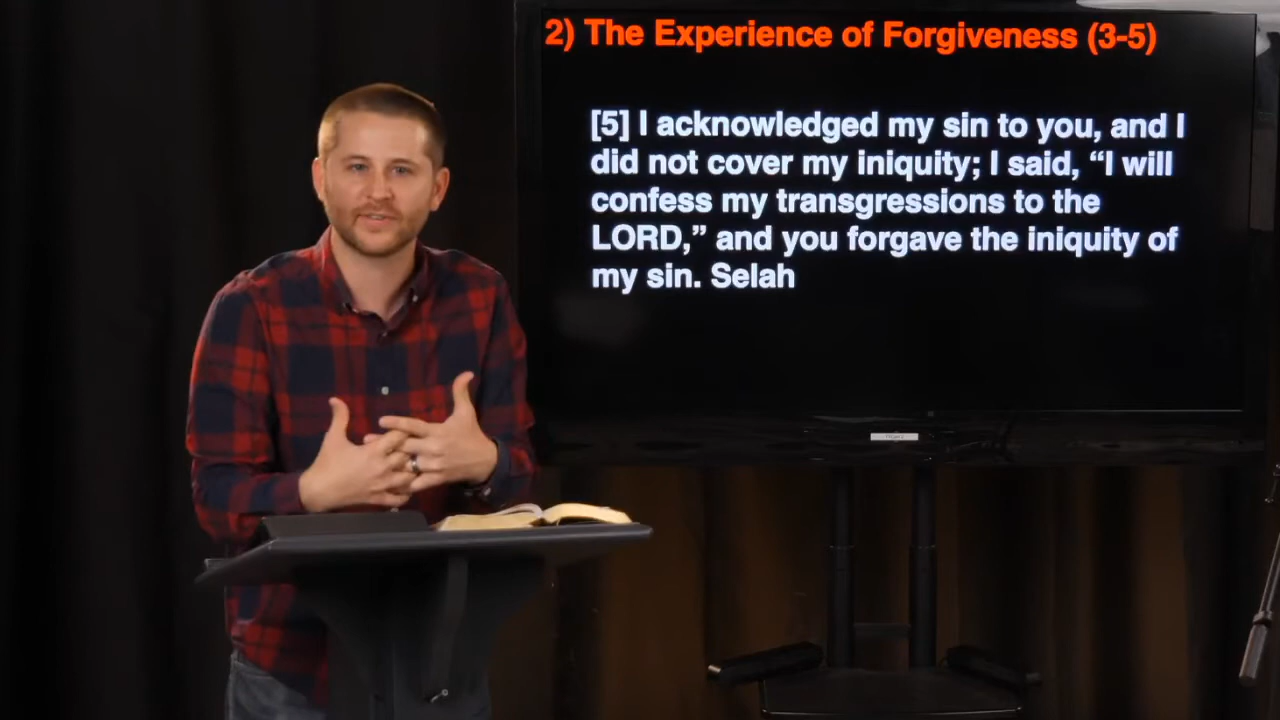 2) The Experience of Forgiveness (3-5)
[5] I acknowledged my sin to you, and I
did not cover my iniquity; I said, “I will
confess my transgressions to the
LORD,” and you forgave the iniquity of
my sin. Selah